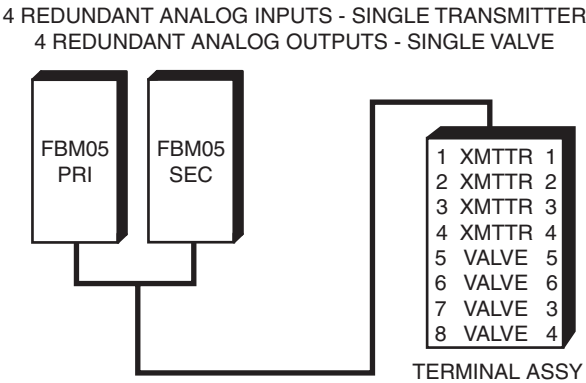 4 REDUNDANT ANALOG INPUTS - SINGLE TRANSMITTER
4 REDUNDANT ANALOG OUTPUTS - SINGLE VALVE
FBM05
PRI
FBM05
SEC
1 XMTTR 1
2 XMTTR 2
3 XMTTR 3
4 XMTTR 4
5 VALVE 5
6 VALVE 6
7 VALVE 3
8 VALVE 4
TERMINAL ASSY